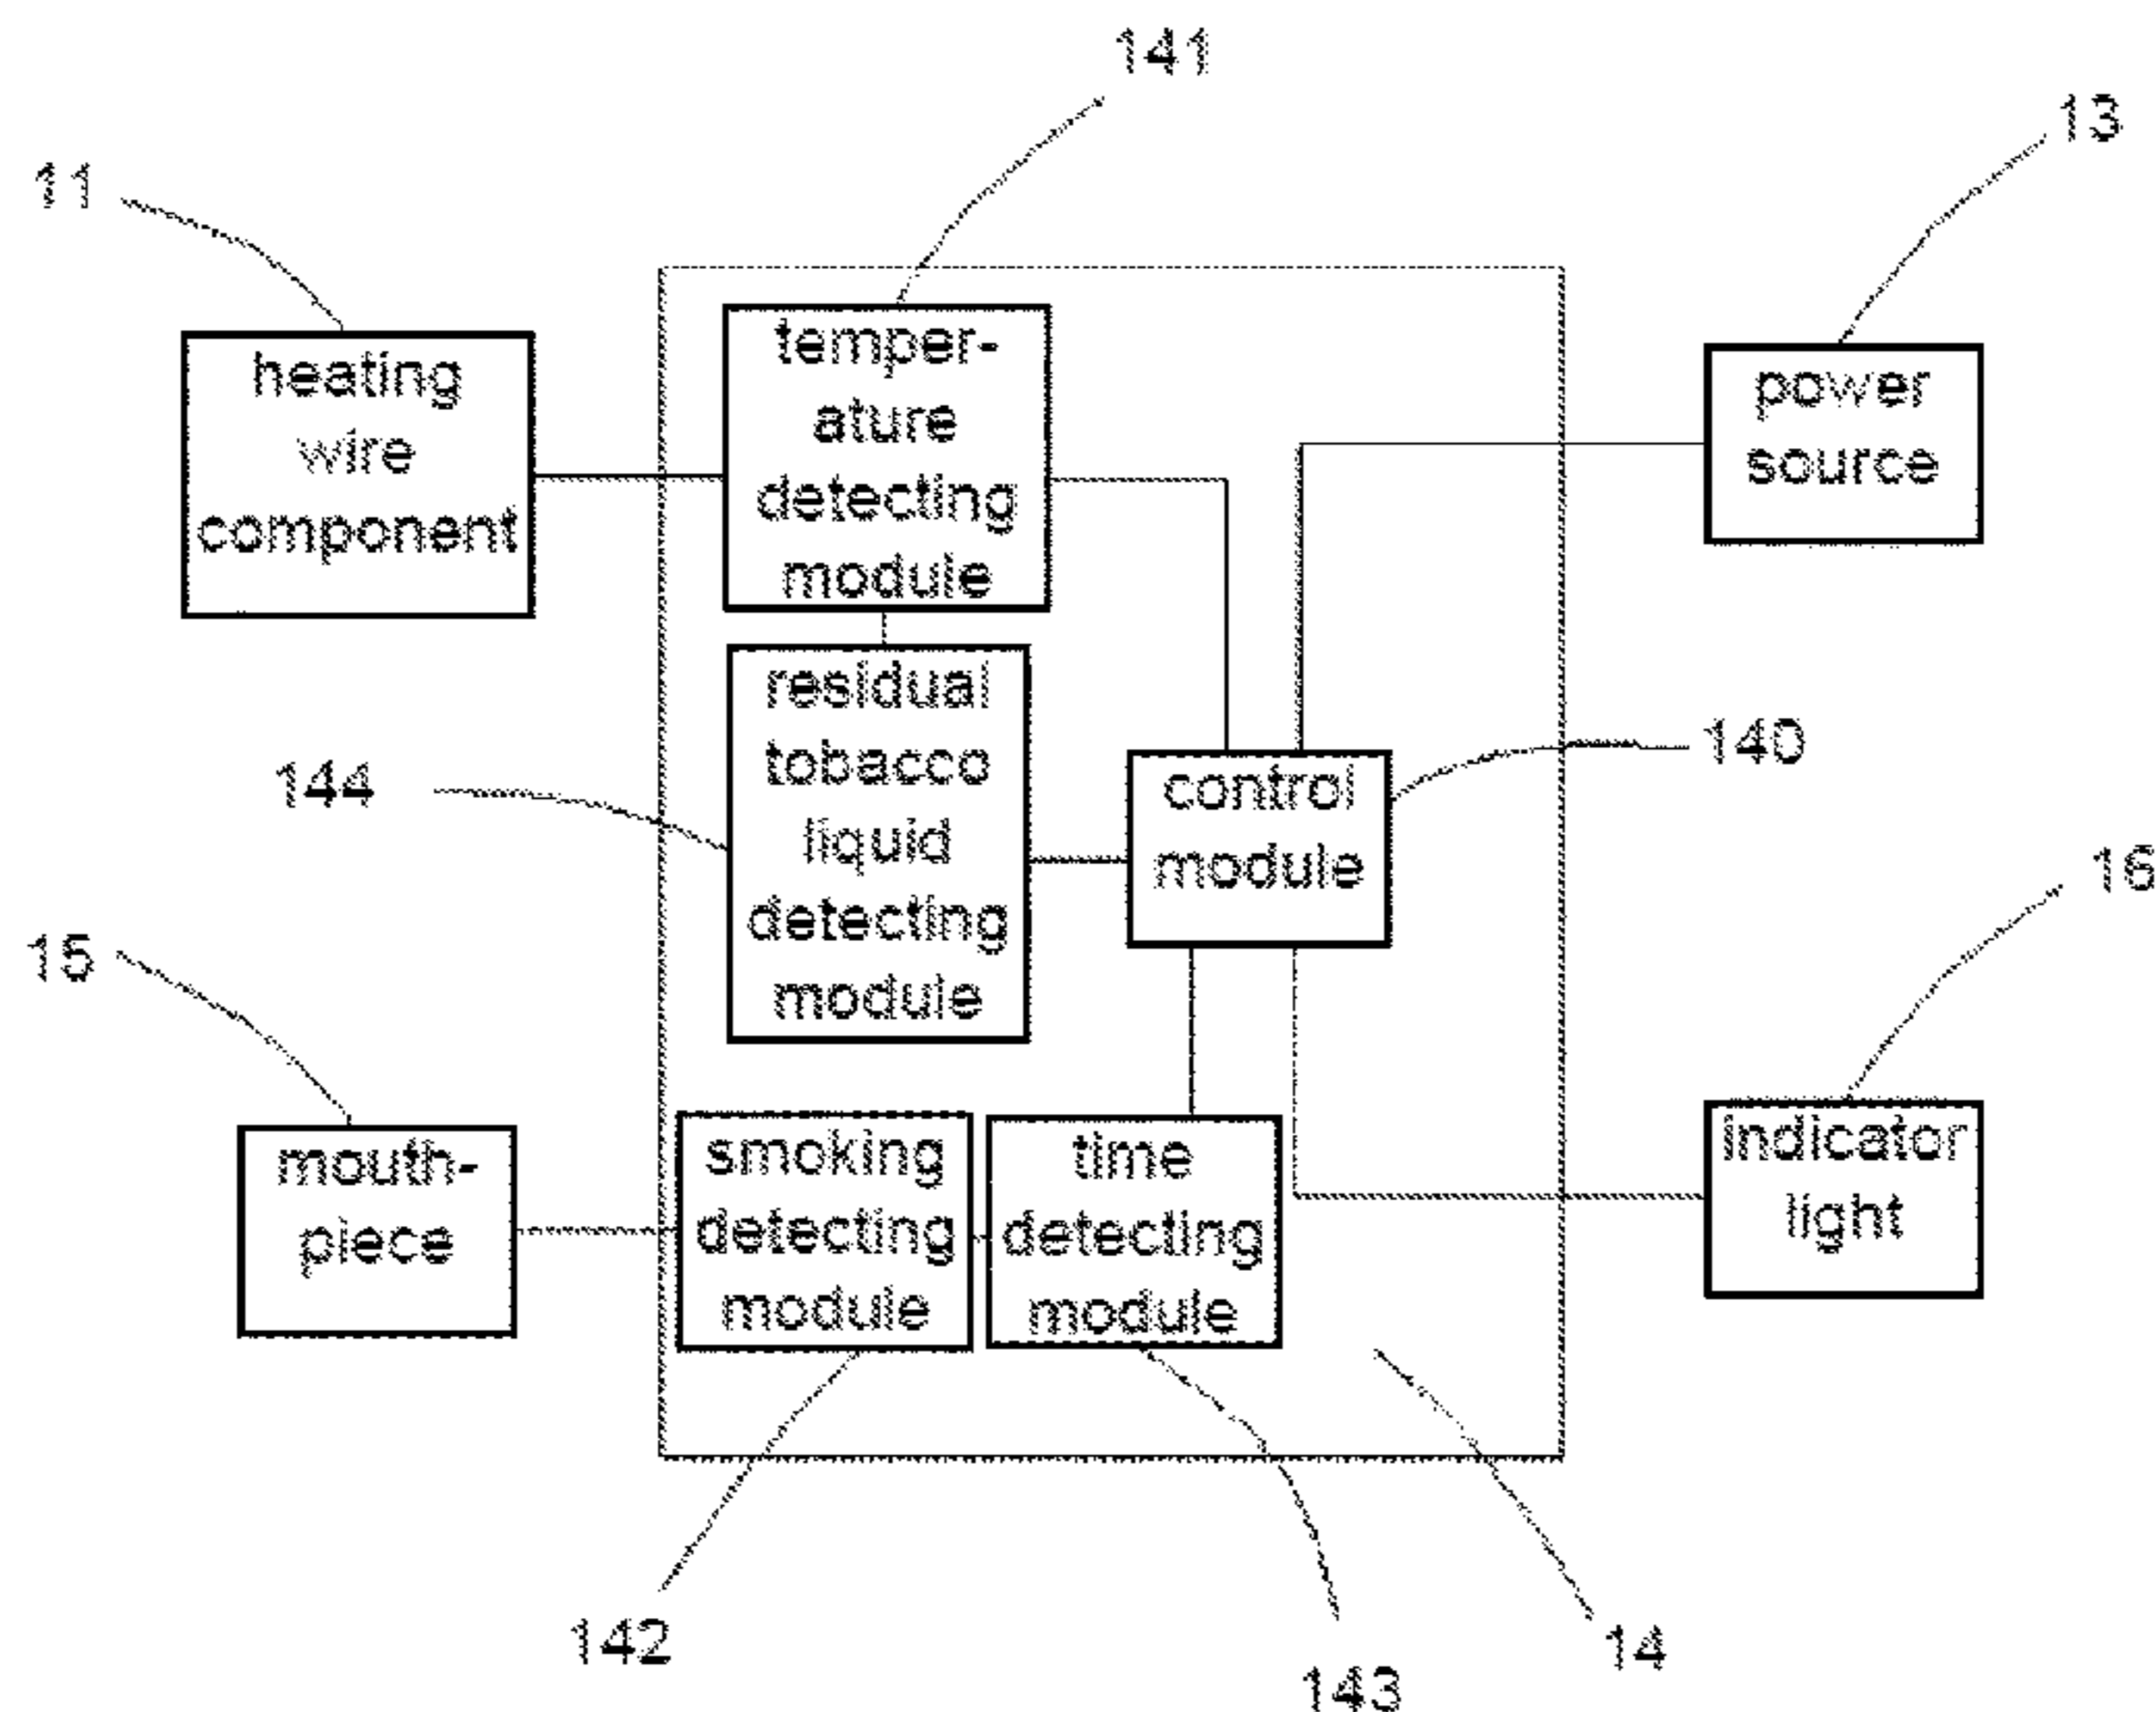 141
13
11
heating
wire
component
temper-
ature
detecting
module
power
source
residual
tobacco
liquid
detecting
module
144
control
module
140
16
15
mouth-
piece
smoking
detecting
module
time
detecting
module
indicator
light
142
143
14